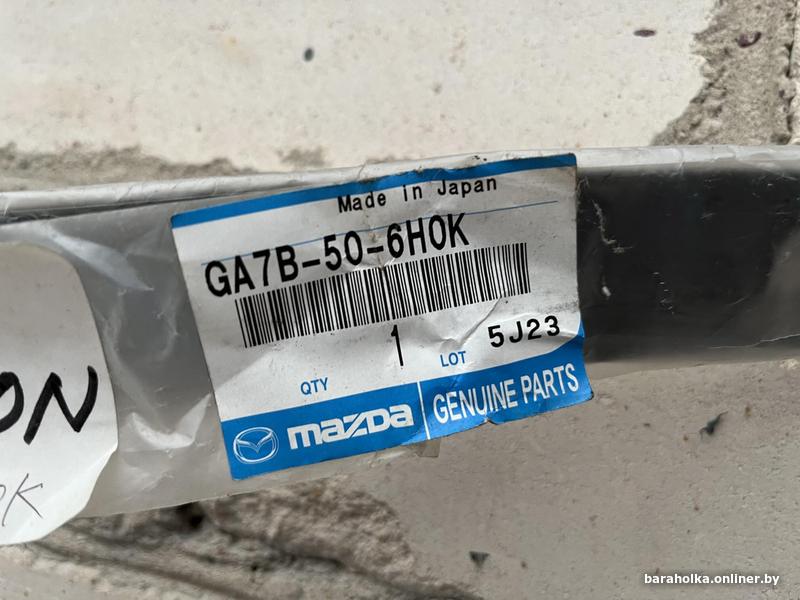 Made in Japan
GA7B-50-6H0K
1
5J23
QTY
LOT
mazda
GENUINE PARTS
ON
K
baraholka.onliner.by